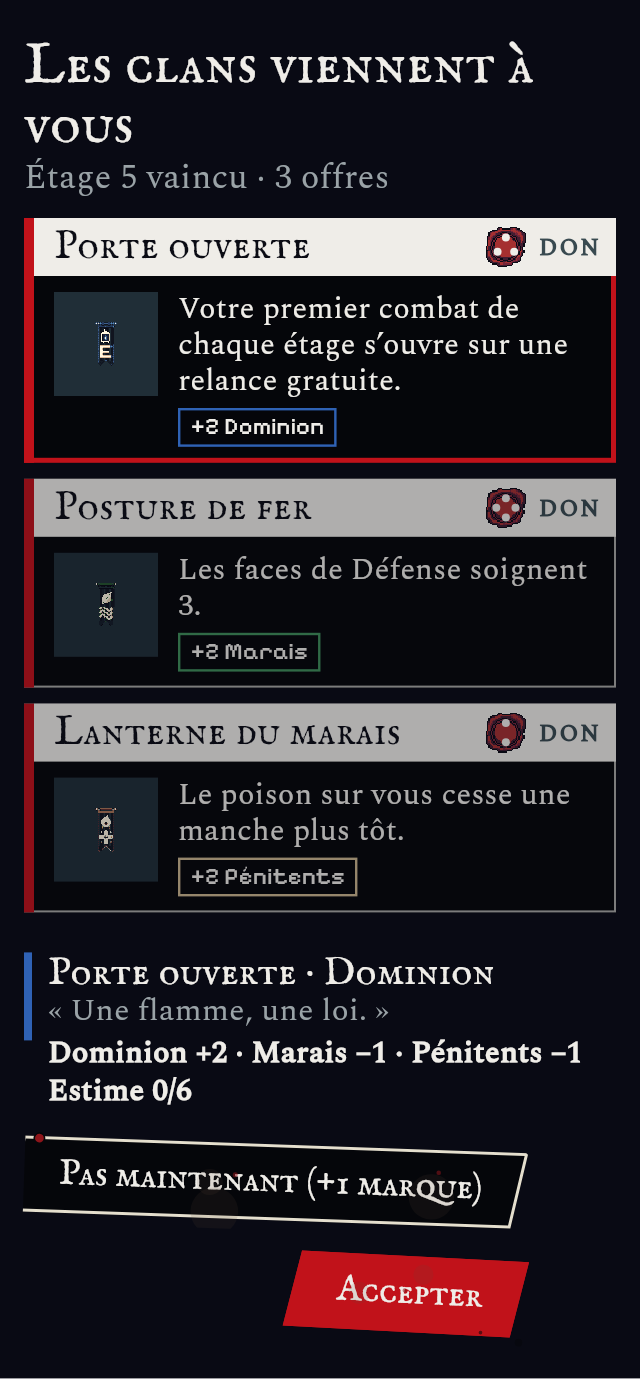 Les clans viennent à
vous
Étage 5 vaincu · 3 offres
Porte ouverte
DON
E
Votre premier combat de
chaque étage s’ouvre sur une
relance gratuite.
+2 Dominion
Posture de fer
DON
Les faces de Défense soignent
3.
+2 Marais
Lanterne du marais
DON
Le poison sur vous cesse une
manche plus tôt.
+2 Pénitents
Porte ouverte · Dominion
« Une flamme, une loi. »
Dominion +2 · Marais −1 · Pénitents −1
Estime 0/6
Pas maintenant (+1 marque)
Accepter